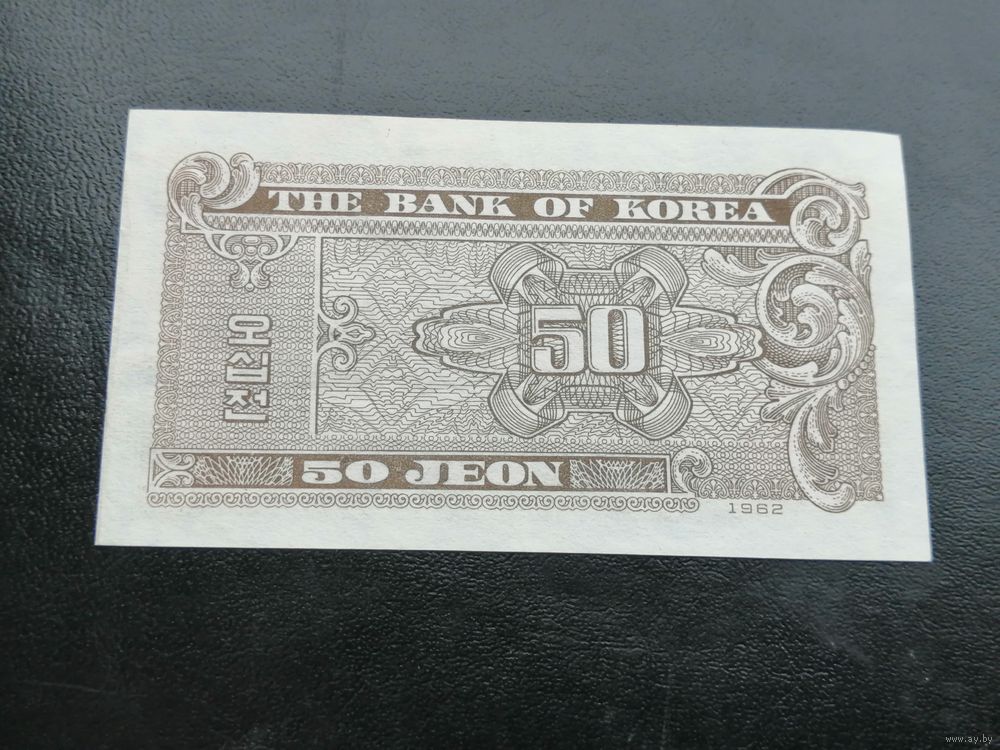 THE BANK OF KOREA
오십전
50
50 JEON
1962
www.ay.by